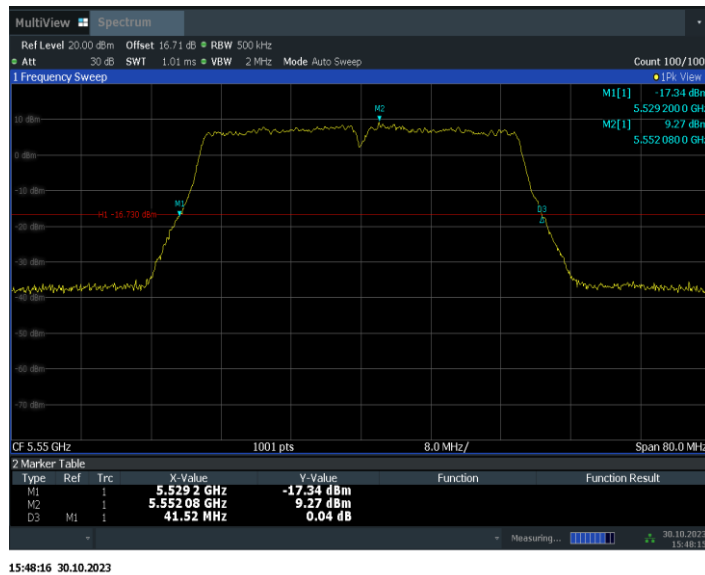 MultiView Spectrum
Ref Level 20.00 dBm Offset 16.71 dB RBW 500 kHz
Att 30 dB SWT 1.01 ms VBW 2 MHz Mode Auto Sweep Count 100/100
1 Frequency Sweep 1Pk View
M1[1] -17.34 dBm
5.529 200 0 GHz
M2[1] 9.27 dBm
5.552 080 0 GHz
M2
10 dBm
0 dBm
-10 dBm
M1
D3
H1 -16.730 dBm
-20 dBm
-30 dBm
-40 dBm
-50 dBm
-60 dBm
-70 dBm
CF 5.55 GHz 1001 pts 8.0 MHz/ Span 80.0 MHz
2 Marker Table
Type Ref Trc X-Value Y-Value Function Function Result
M1 1 5.529 2 GHz -17.34 dBm
M2 1 5.552 08 GHz 9.27 dBm
D3 M1 1 41.52 MHz 0.04 dB
Measuring... 30.10.2023
15:48:15
15:48:16 30.10.2023